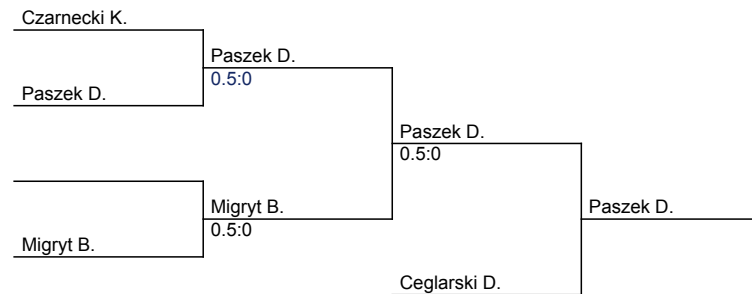 Czarnecki K.
Paszek D.
0.5:0
Paszek D.
Paszek D.
0.5:0
Migryt B.
0.5:0
Paszek D.
Migryt B.
Ceglarski D.